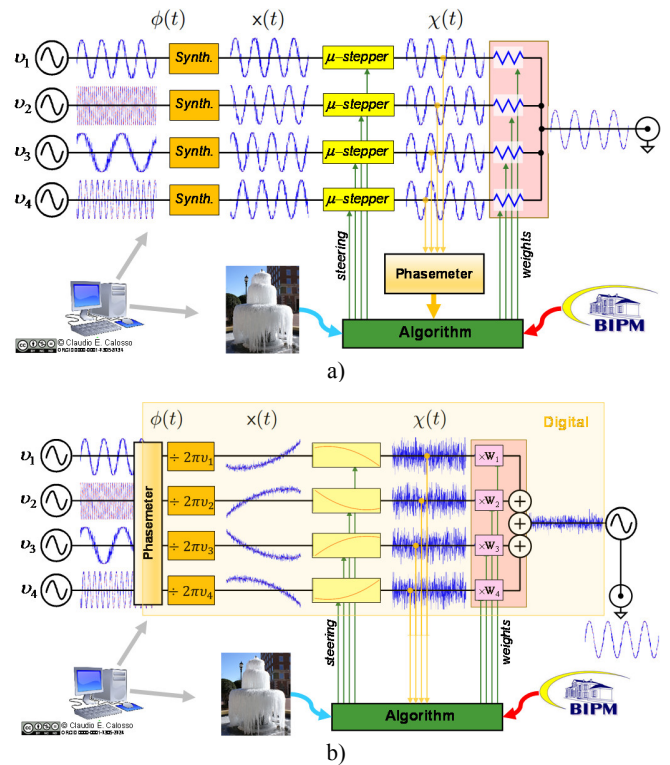 ϕ(t) x(t) χ(t)
υ1 Synth. μ–stepper
υ2 Synth. μ–stepper
υ3 Synth. μ–stepper
υ4 Synth. μ–stepper
steering
weights
Phasemeter
Algorithm
BIPM
© Claudio E. Calosso
a)
ϕ(t) x(t) χ(t) Digital
Phasemeter
υ1 ÷ 2πυ1 ×W1
υ2 ÷ 2πυ2 ×W2
υ3 ÷ 2πυ3 ×W3
υ4 ÷ 2πυ4 ×W4
steering
weights
Algorithm
BIPM
© Claudio E. Calosso
b)